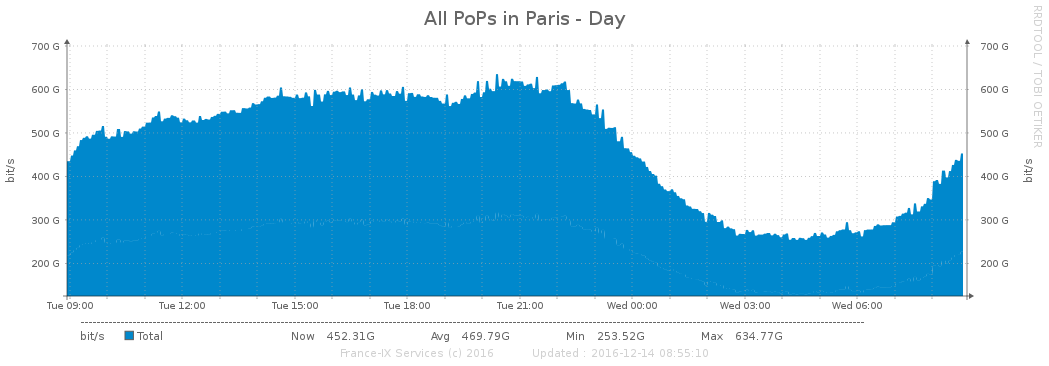 All PoPs in Paris - Day
RRDTOOL / TOBI OETIKER
700 G 700 G
600 G 600 G
500 G 500 G
400 G 400 G
300 G 300 G
200 G 200 G
bit/s
bit/s
Tue 09:00 Tue 12:00 Tue 15:00 Tue 18:00 Tue 21:00 Wed 00:00 Wed 03:00 Wed 06:00
bit/s Total Now 452.31G Avg 469.79G Min 253.52G Max 634.77G
France-IX Services (c) 2016 Updated : 2016-12-14 08:55:10